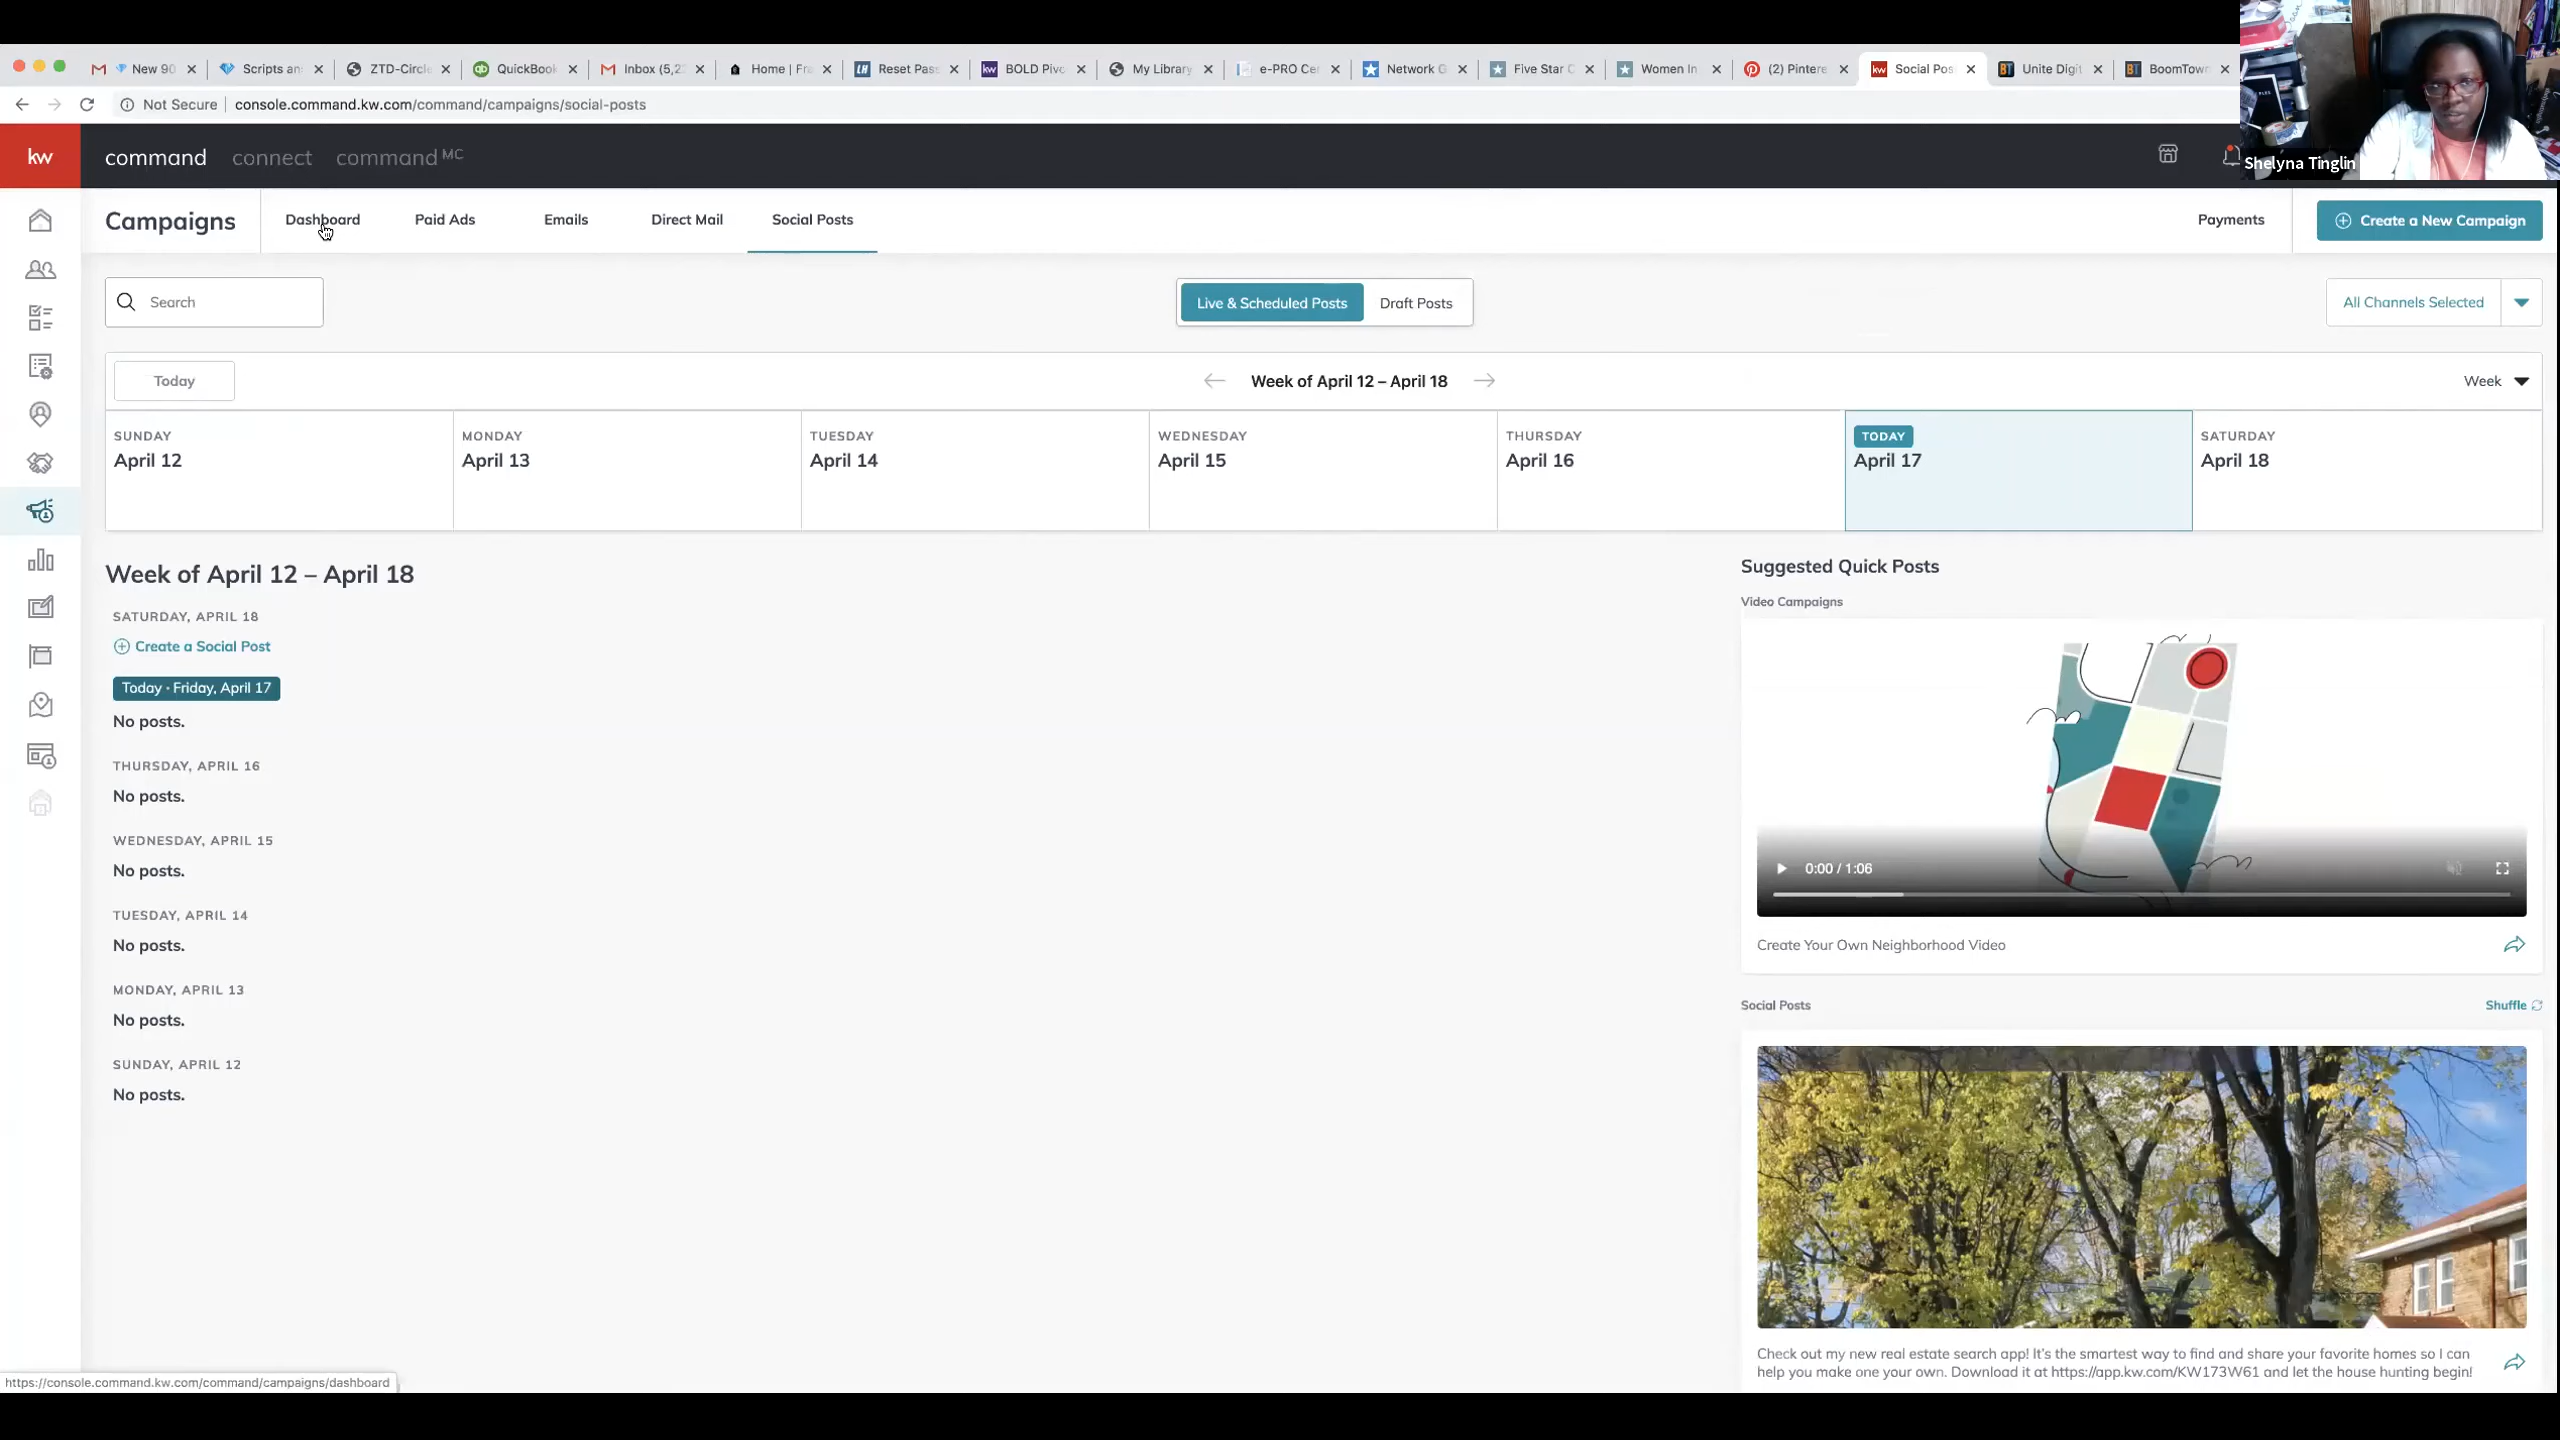 New 90
Scripts an
ZTD-Circle
QuickBook
Inbox (5,2
Home | Fra
Reset Pas
BOLD Pivo
My Library
e-PRO Cer
Network G
Five Star C
Women In
(2) Pintere
Social Pos
Unite Digit
BoomTown
Not Secure
console.command.kw.com/command/campaigns/social-posts
kw
command
connect
command MC
Shelyna Tinglin
Campaigns
Dashboard
Paid Ads
Emails
Direct Mail
Social Posts
Payments
Create a New Campaign
Search
Live & Scheduled Posts
Draft Posts
All Channels Selected
Today
Week of April 12 – April 18
Week
SUNDAY
April 12
MONDAY
April 13
TUESDAY
April 14
WEDNESDAY
April 15
THURSDAY
April 16
TODAY
April 17
SATURDAY
April 18
Week of April 12 – April 18
SATURDAY, APRIL 18
Create a Social Post
Today · Friday, April 17
No posts.
THURSDAY, APRIL 16
No posts.
WEDNESDAY, APRIL 15
No posts.
TUESDAY, APRIL 14
No posts.
MONDAY, APRIL 13
No posts.
SUNDAY, APRIL 12
No posts.
Suggested Quick Posts
Video Campaigns
0:00 / 1:06
Create Your Own Neighborhood Video
Social Posts
Shuffle
Check out my new real estate search app! It's the smartest way to find and share your favorite homes so I can
help you make one your own. Download it at https://app.kw.com/KW173W61 and let the house hunting begin!
https://console.command.kw.com/command/campaigns/dashboard